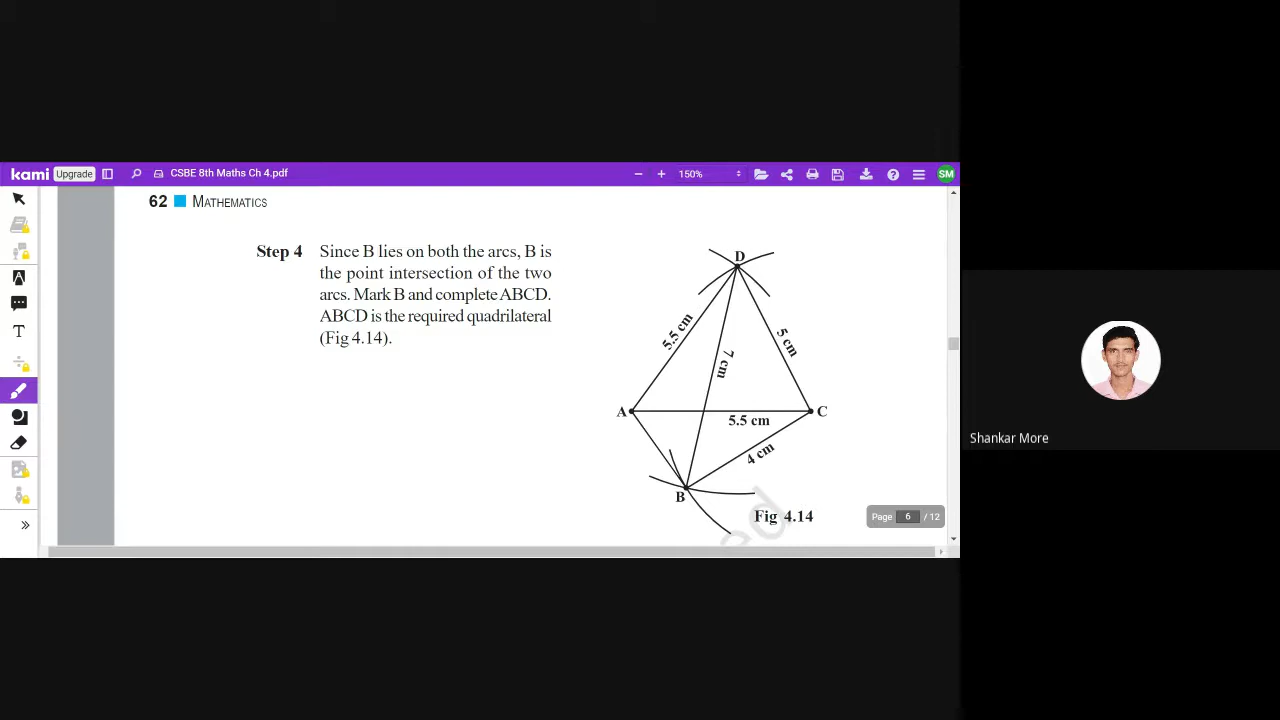 kami Upgrade CSBE 8th Maths Ch 4.pdf 150% SM
62 MATHEMATICS
Step 4 Since B lies on both the arcs, B is
the point intersection of the two
arcs. Mark B and complete ABCD.
ABCD is the required quadrilateral
(Fig 4.14).
D
5.5 cm
5 cm
7 cm
A
C
5.5 cm
4 cm
B
Fig 4.14
Page 6 / 12
T
Shankar More